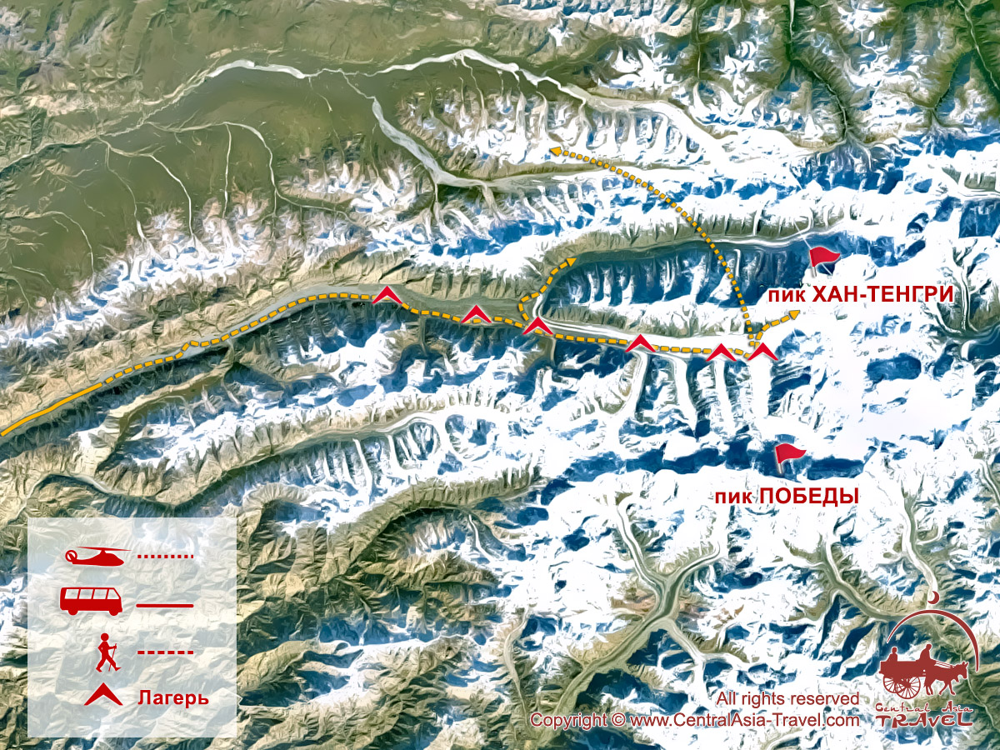 пик ХАН-ТЕНГРИ
пик ПОБЕДЫ
Лагерь
All rights reserved
Copyright © www.CentralAsia-Travel.com
Central Asia
TRAVEL